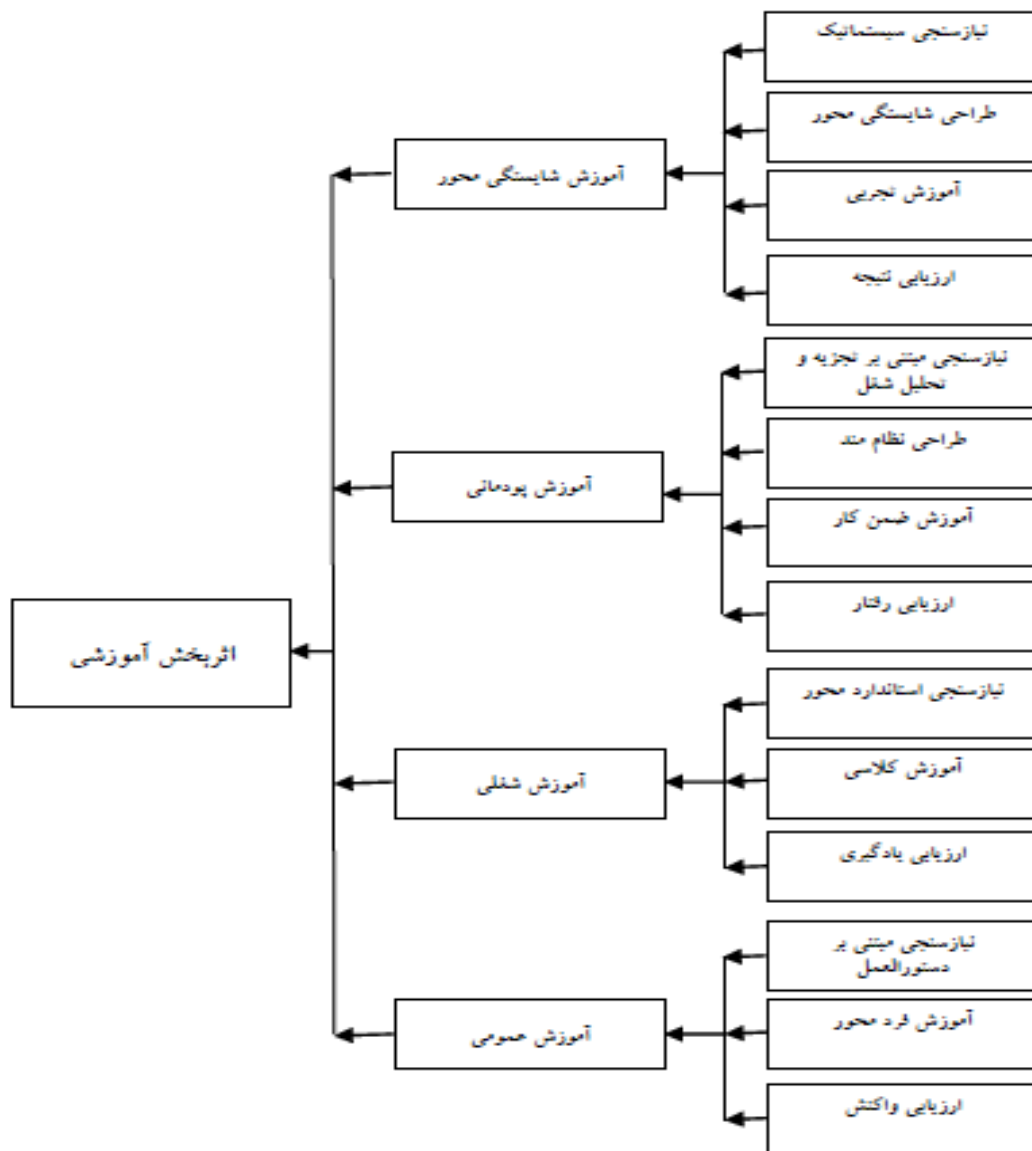 نیازسنجی سیستماتیک
طراحی شایستگی محور
آموزش شایستگی محور
آموزش تجربی
ارزیابی نتیجه
نیازسنجی مبتنی بر تجزیه و
تحلیل شغل
طراحی نظام مند
آموزش پودمانی
آموزش ضمن کار
ارزیابی رفتار
اثربخش آموزشی
نیازسنجی استاندارد محور
آموزش کلاسی
آموزش شغلی
ارزیابی یادگیری
نیازسنجی مبتنی بر
دستورالعمل
آموزش فرد محور
آموزش عمومی
ارزیابی واکنش